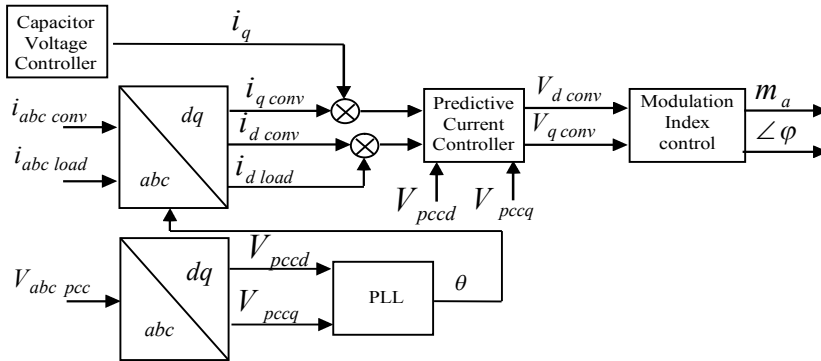 Capacitor
Voltage
Controller
i_q
i_abc conv
i_abc load
dq
abc
i_q conv
i_d conv
i_d load
Predictive
Current
Controller
V_pccd
V_pccq
V_d conv
V_q conv
Modulation
Index
control
m_a
∠φ
V_abc pcc
dq
abc
V_pccd
V_pccq
PLL
θ